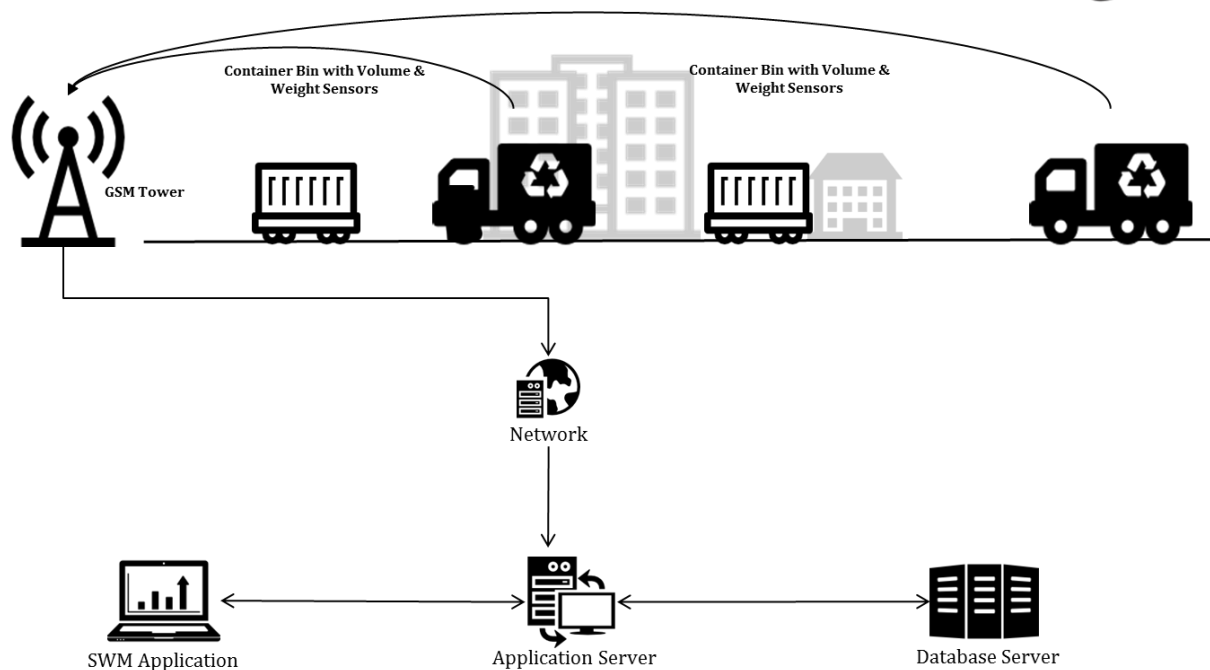 Container Bin with Volume &
Weight Sensors
Container Bin with Volume &
Weight Sensors
GSM Tower
Network
SWM Application
Application Server
Database Server